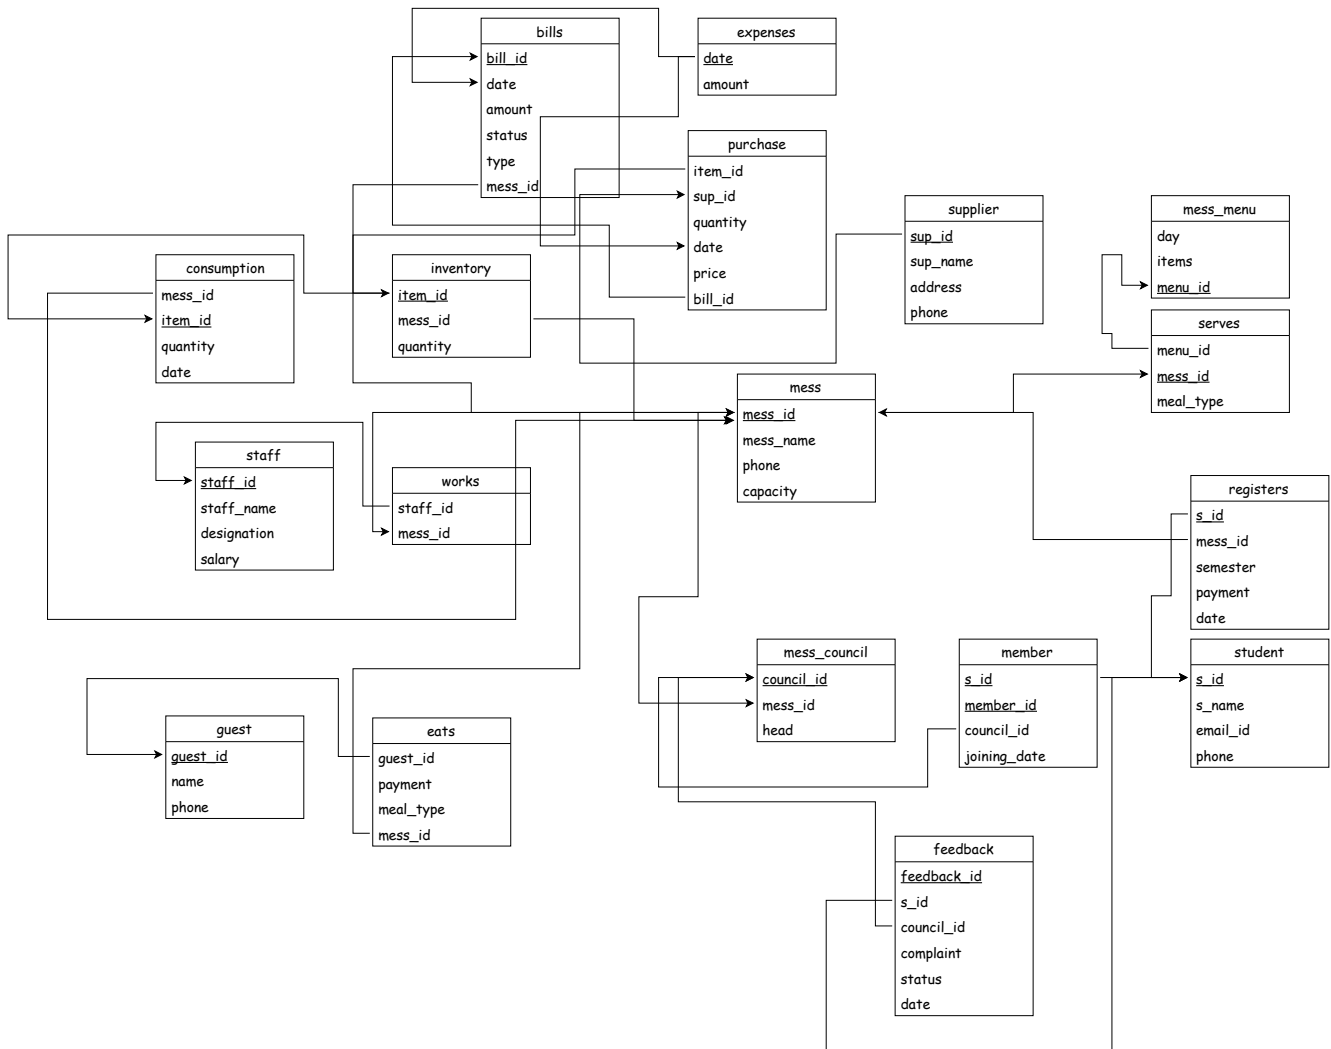 bills
bill_id
date
amount
status
type
mess_id
expenses
date
amount
purchase
item_id
sup_id
quantity
date
price
bill_id
supplier
sup_id
sup_name
address
phone
mess_menu
day
items
menu_id
consumption
mess_id
item_id
quantity
date
inventory
item_id
mess_id
quantity
serves
menu_id
mess_id
meal_type
mess
mess_id
mess_name
phone
capacity
staff
staff_id
staff_name
designation
salary
works
staff_id
mess_id
registers
s_id
mess_id
semester
payment
date
mess_council
council_id
mess_id
head
member
s_id
member_id
council_id
joining_date
student
s_id
s_name
email_id
phone
guest
guest_id
name
phone
eats
guest_id
payment
meal_type
mess_id
feedback
feedback_id
s_id
council_id
complaint
status
date